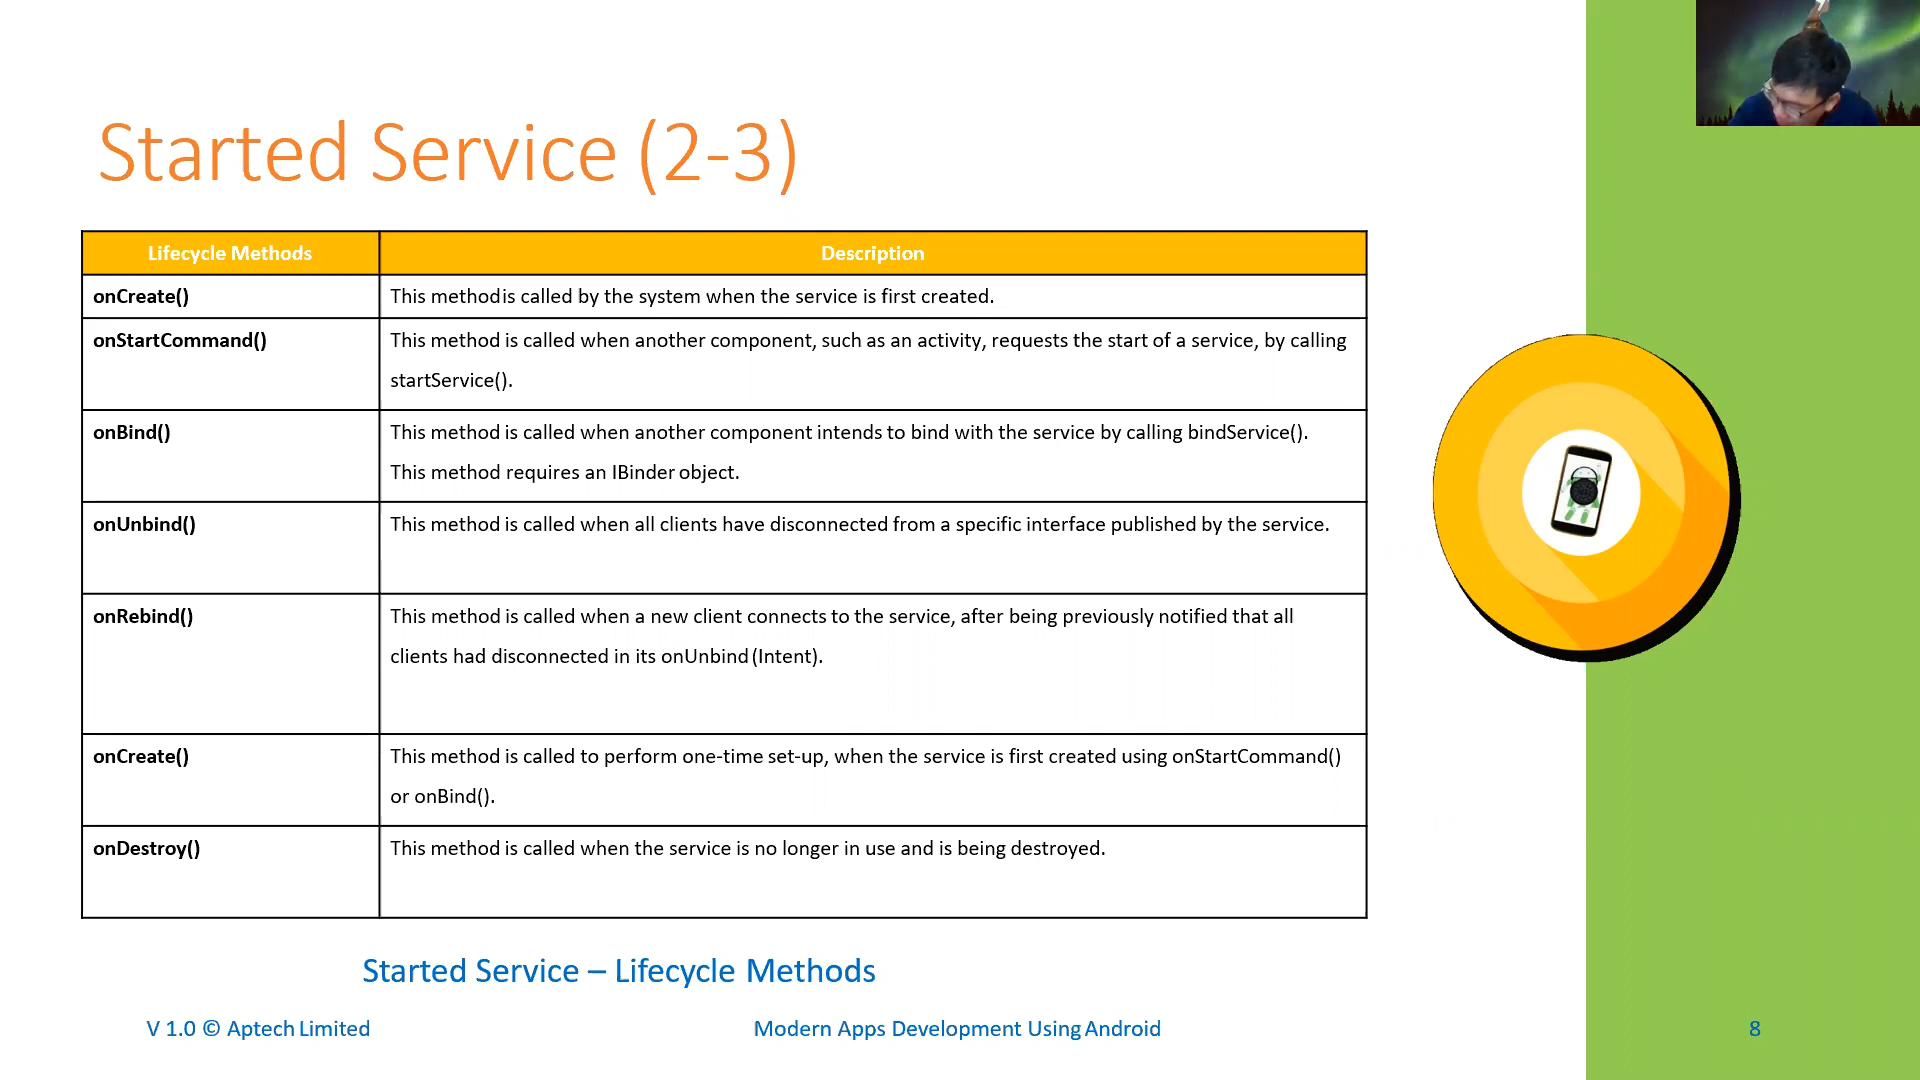 Started Service (2-3)
Lifecycle Methods
Description
onCreate()
This method is called by the system when the service is first created.
onStartCommand()
This method is called when another component, such as an activity, requests the start of a service, by calling
startService().
onBind()
This method is called when another component intends to bind with the service by calling bindService().
This method requires an IBinder object.
onUnbind()
This method is called when all clients have disconnected from a specific interface published by the service.
onRebind()
This method is called when a new client connects to the service, after being previously notified that all
clients had disconnected in its onUnbind (Intent).
onCreate()
This method is called to perform one-time set-up, when the service is first created using onStartCommand()
or onBind().
onDestroy()
This method is called when the service is no longer in use and is being destroyed.
Started Service – Lifecycle Methods
V 1.0 © Aptech Limited
Modern Apps Development Using Android
8